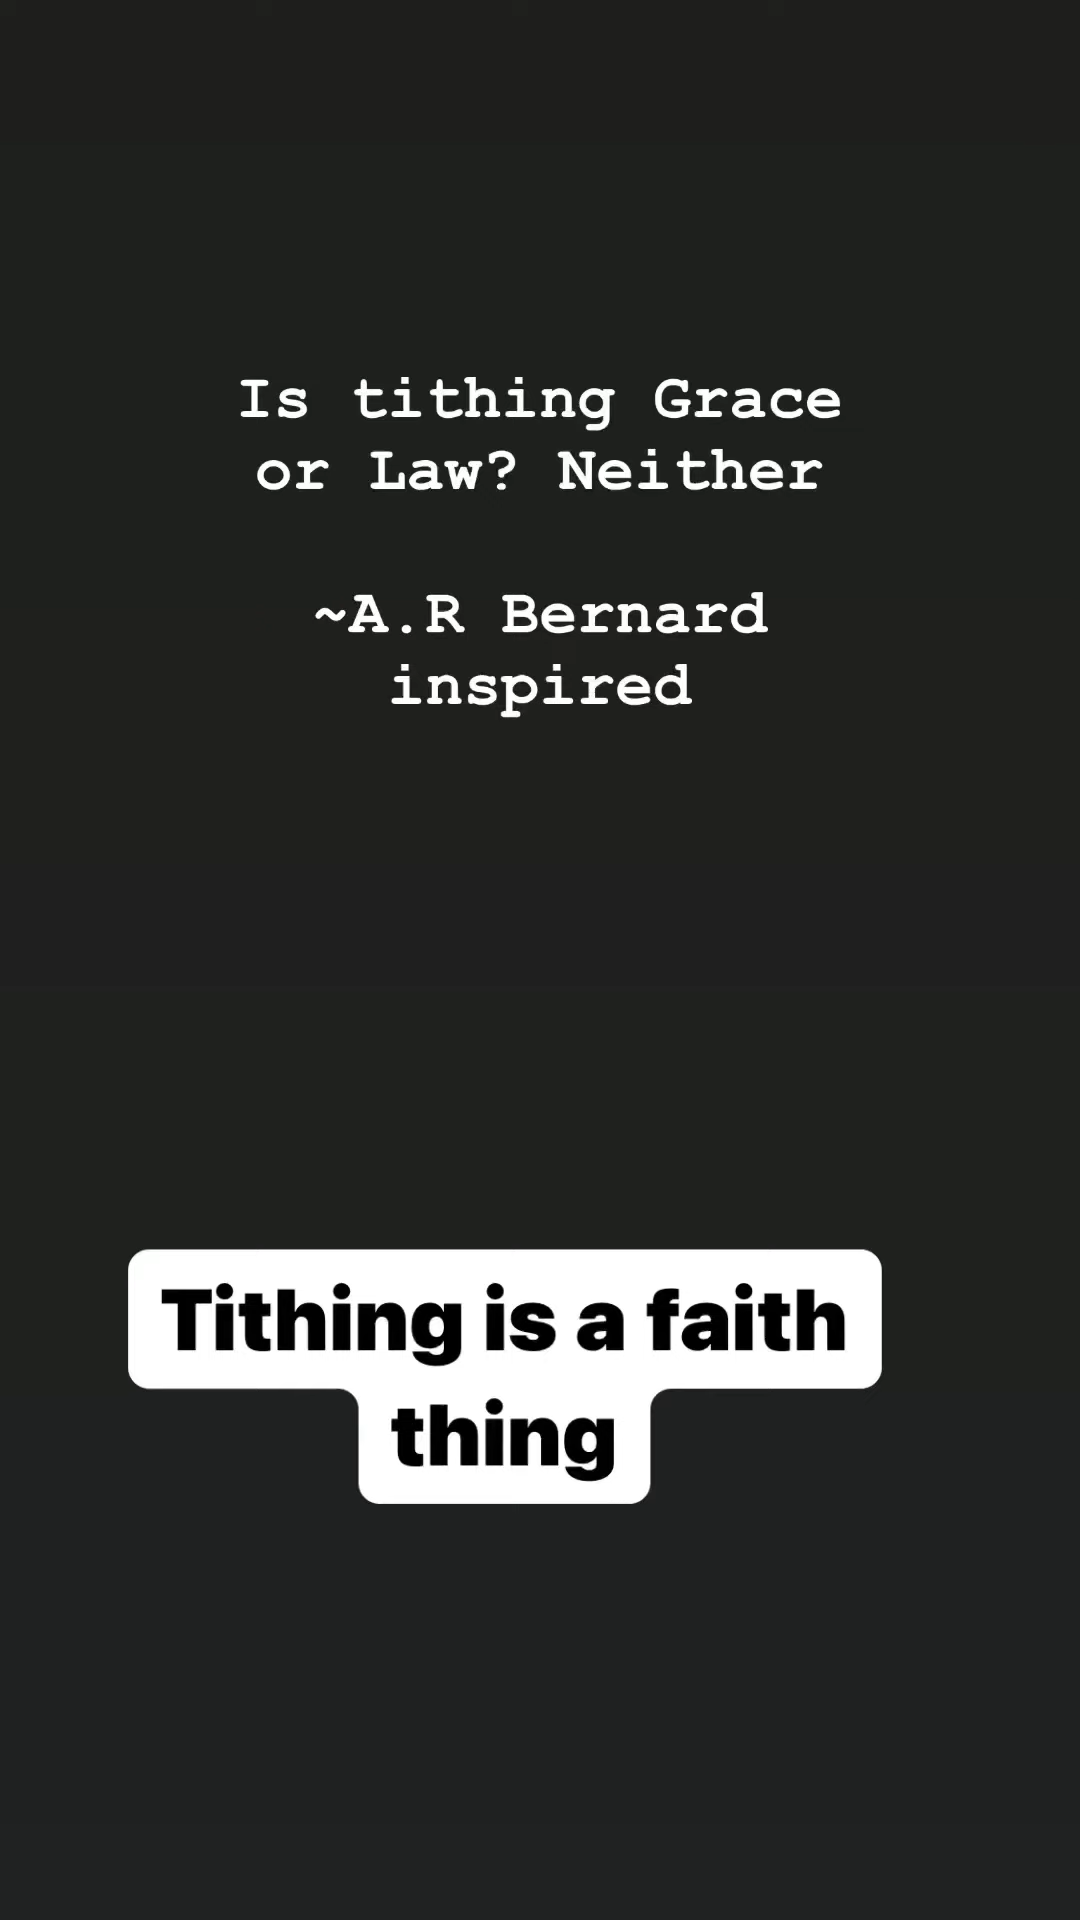 Is tithing Grace
or Law? Neither
~A.R Bernard
inspired
Tithing is a faith
thing